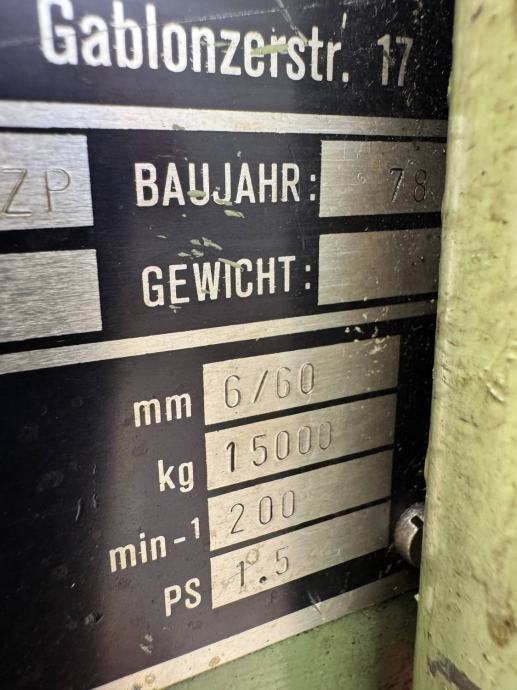 Gablonzerstr. 17
ZP BAUJAHR: 78
GEWICHT:
mm 6/60
kg 15000
min-1 200
PS 1.5